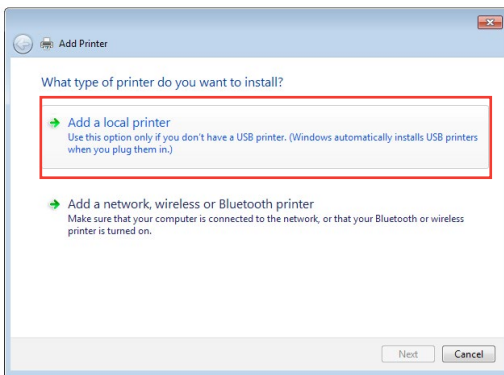 Add Printer
What type of printer do you want to install?
Add a local printer
Use this option only if you don't have a USB printer. (Windows automatically installs USB printers
when you plug them in.)
Add a network, wireless or Bluetooth printer
Make sure that your computer is connected to the network, or that your Bluetooth or wireless
printer is turned on.
Next
Cancel